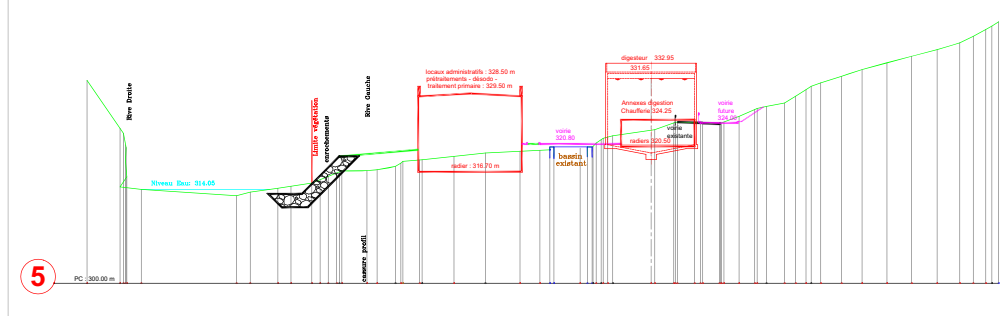 digesteur 332.95
331.65
locaux administratifs : 328.50 m
prétraitements - désodo -
traitement primaire : 329.50 m
Rive Droite
Rive Gauche
Limite végétation
enrochements
Annexes digestion
Chaufferie 324.25
voirie
future
324.00
voirie
existante
voirie
320.80
radiers 320.50
bassin
existant
radier : 316.70 m
Niveau Eau: 314.85
cassure profil
5
PC : 300.00 m